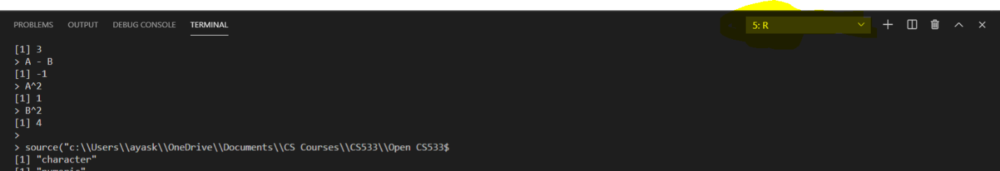 PROBLEMS OUTPUT DEBUG CONSOLE TERMINAL 5: R
[1] 3
> A - B
[1] -1
> A^2
[1] 1
> B^2
[1] 4
>
> source("c:\\Users\\ayask\\OneDrive\\Documents\\CS Courses\\CS533\\Open CS533$
[1] "character"
[1] "numeric"